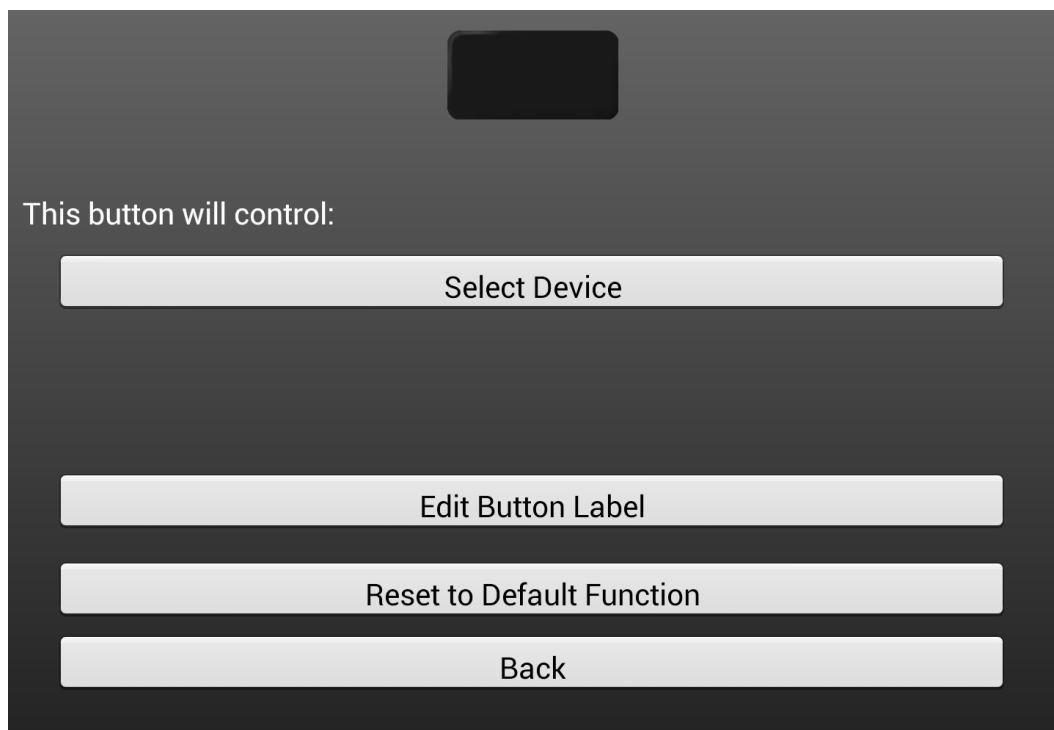 This button will control:
Select Device
Edit Button Label
Reset to Default Function
Back